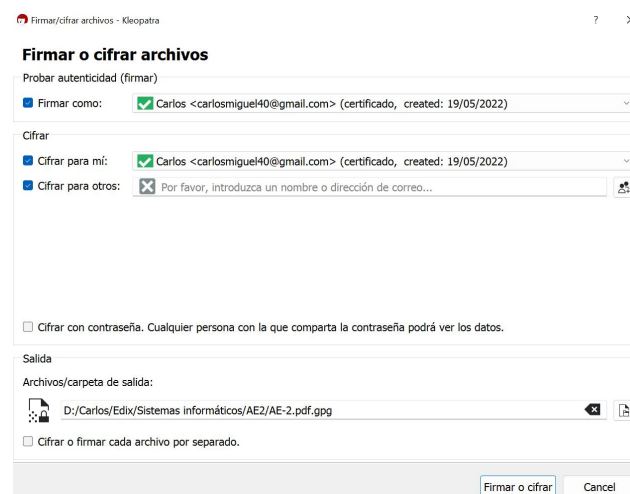 Firmar/cifrar archivos - Kleopatra
?
Firmar o cifrar archivos
Probar autenticidad (firmar)
Firmar como: Carlos <carlosmiguel40@gmail.com> (certificado, created: 19/05/2022)
Cifrar
Cifrar para mí: Carlos <carlosmiguel40@gmail.com> (certificado, created: 19/05/2022)
Cifrar para otros: Por favor, introduzca un nombre o dirección de correo...
Cifrar con contraseña. Cualquier persona con la que comparta la contraseña podrá ver los datos.
Salida
Archivos/carpeta de salida:
D:/Carlos/Edix/Sistemas informáticos/AE2/AE-2.pdf.gpg
Cifrar o firmar cada archivo por separado.
Firmar o cifrar Cancel